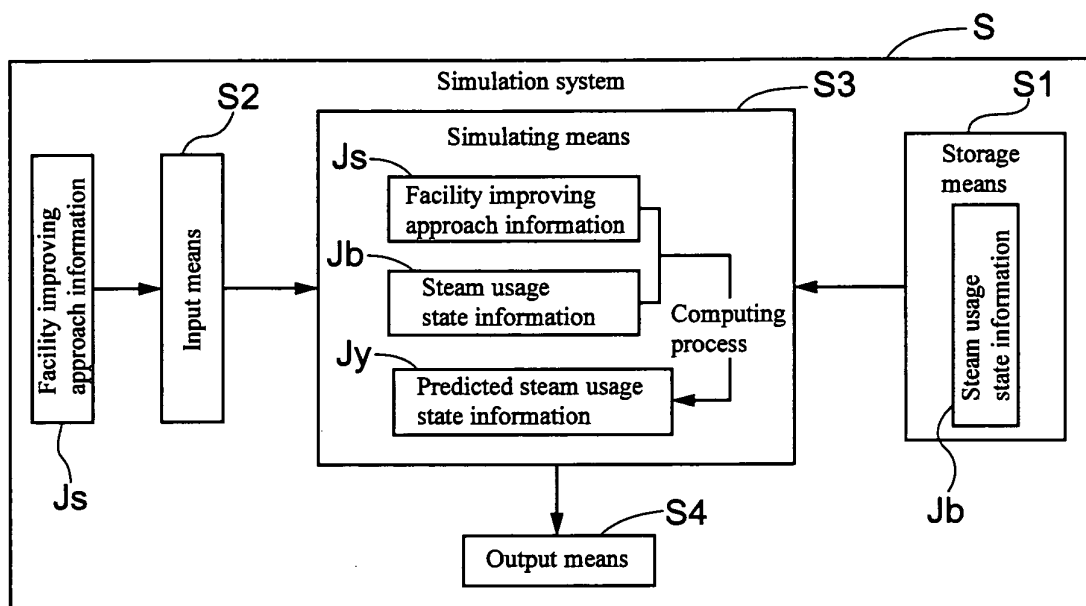 S
Simulation system
S2
S3
S1
Simulating means
Storage
means
Js
Facility improving
approach information
Facility improving
approach information
Input means
Jb
Steam usage
state information
Computing
process
Steam usage
state information
Jy
Predicted steam usage
state information
Js
Jb
S4
Output means